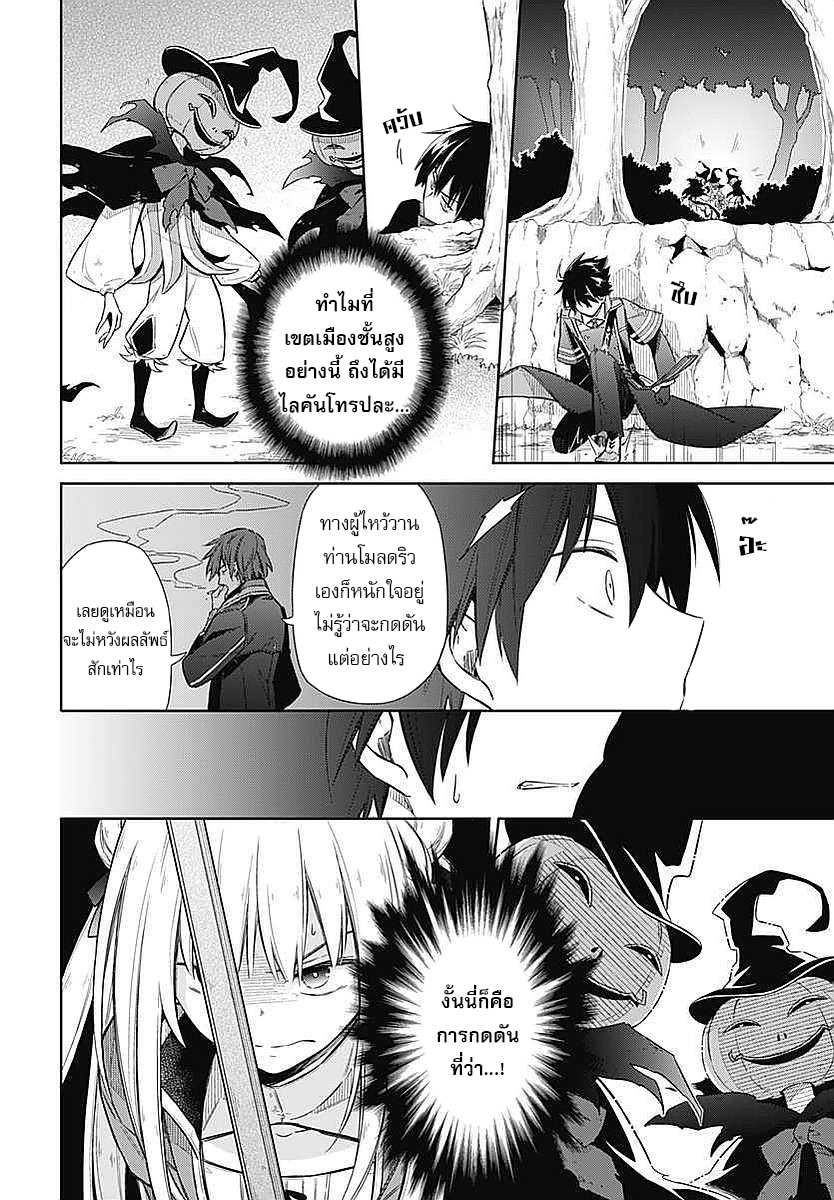 ซึบ
ควับ
ทำไมที่
เขตเมืองชั้นสูง
อย่างนี้ ถึงได้มี
ไลคันโทรปละ...
อ๊ะ
ทางผู้ไหว้วาน
ท่านโมลดริว
เองก็หนักใจอยู่
ไม่รู้ว่าจะกดดัน
แต่อย่างไร
เลยดูเหมือน
จะไม่หวังผลลัพธ์
สักเท่าไร
งั้นนี่ก็คือ
การกดดัน
ที่ว่า...!